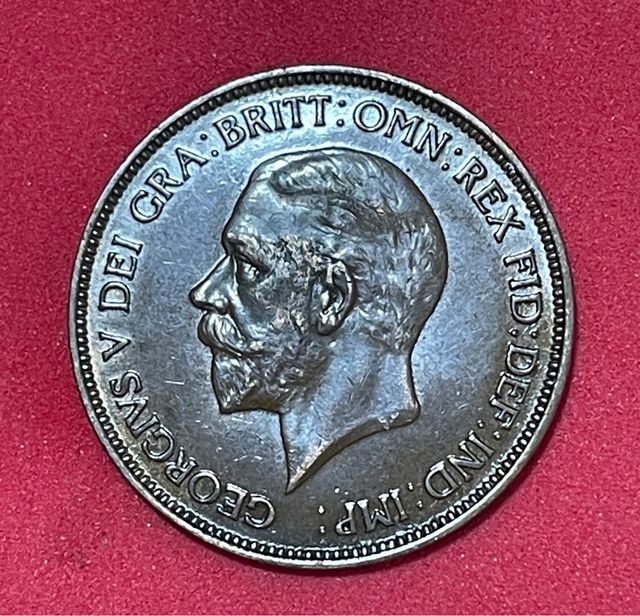 GEORGIVS V DEI GRA: BRITT: OMN: REX FID: DEF: IND: IMP: